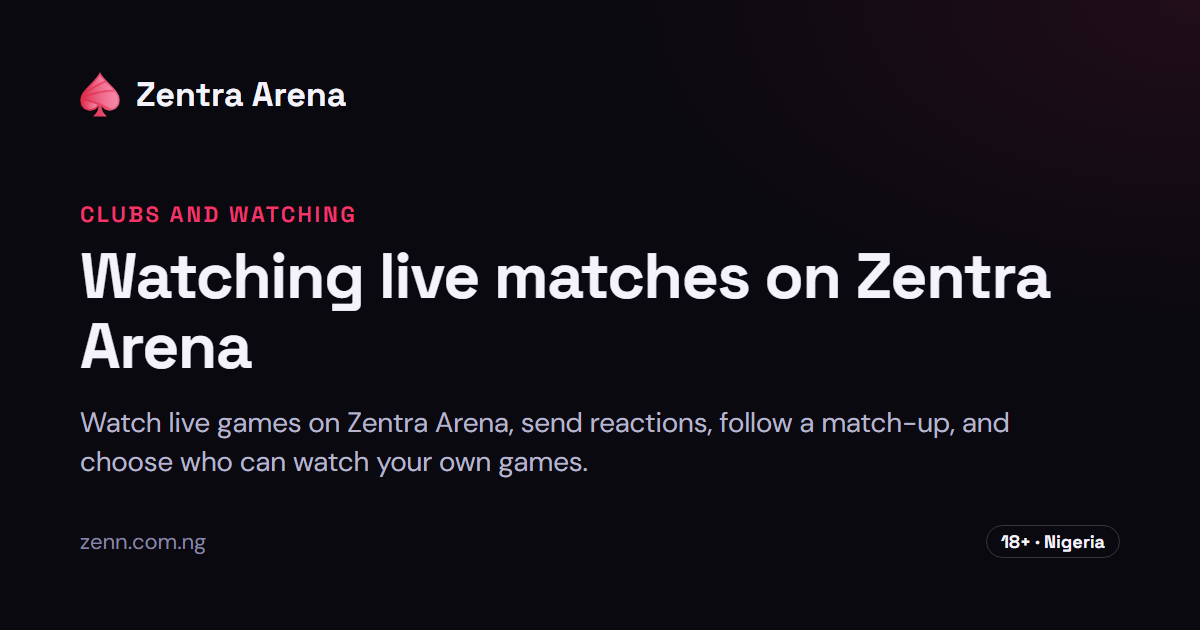 Zentra Arena
CLUBS AND WATCHING
Watching live matches on Zentra
Arena
Watch live games on Zentra Arena, send reactions, follow a match-up, and
choose who can watch your own games.
zenn.com.ng
18+ · Nigeria